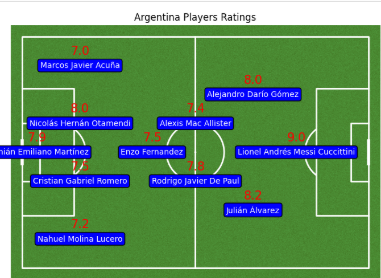 Argentina Players Ratings
7.0
Marcos Javier Acuña
8.0
Alejandro Darío Gómez
8.0
Nicolás Hernán Otamendi
7.4
Alexis Mac Allister
7.9
mián Emiliano Martínez
7.5
Enzo Fernandez
9.0
Lionel Andrés Messi Cuccittini
7.5
Cristian Gabriel Romero
7.8
Rodrigo Javier De Paul
8.2
Julián Álvarez
7.2
Nahuel Molina Lucero